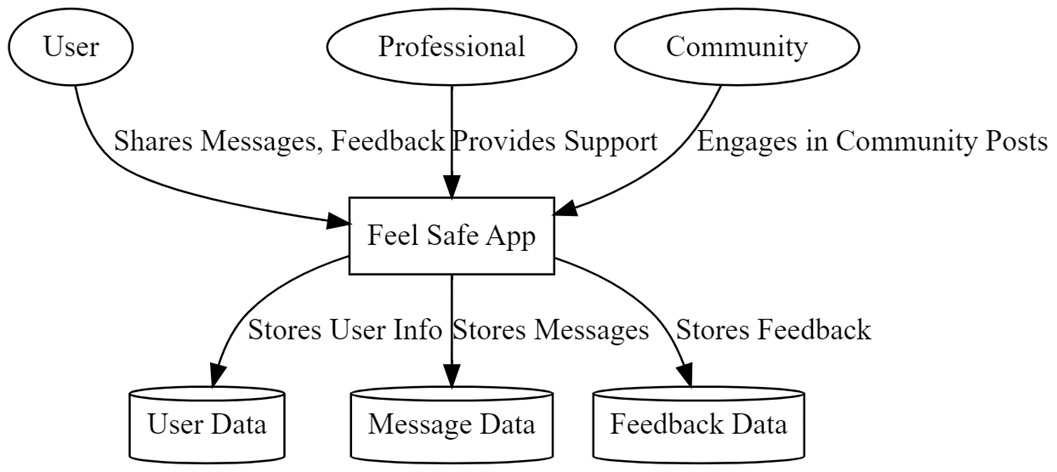 User
Professional
Community
Shares Messages, Feedback
Provides Support
Engages in Community Posts
Feel Safe App
Stores User Info
Stores Messages
Stores Feedback
User Data
Message Data
Feedback Data